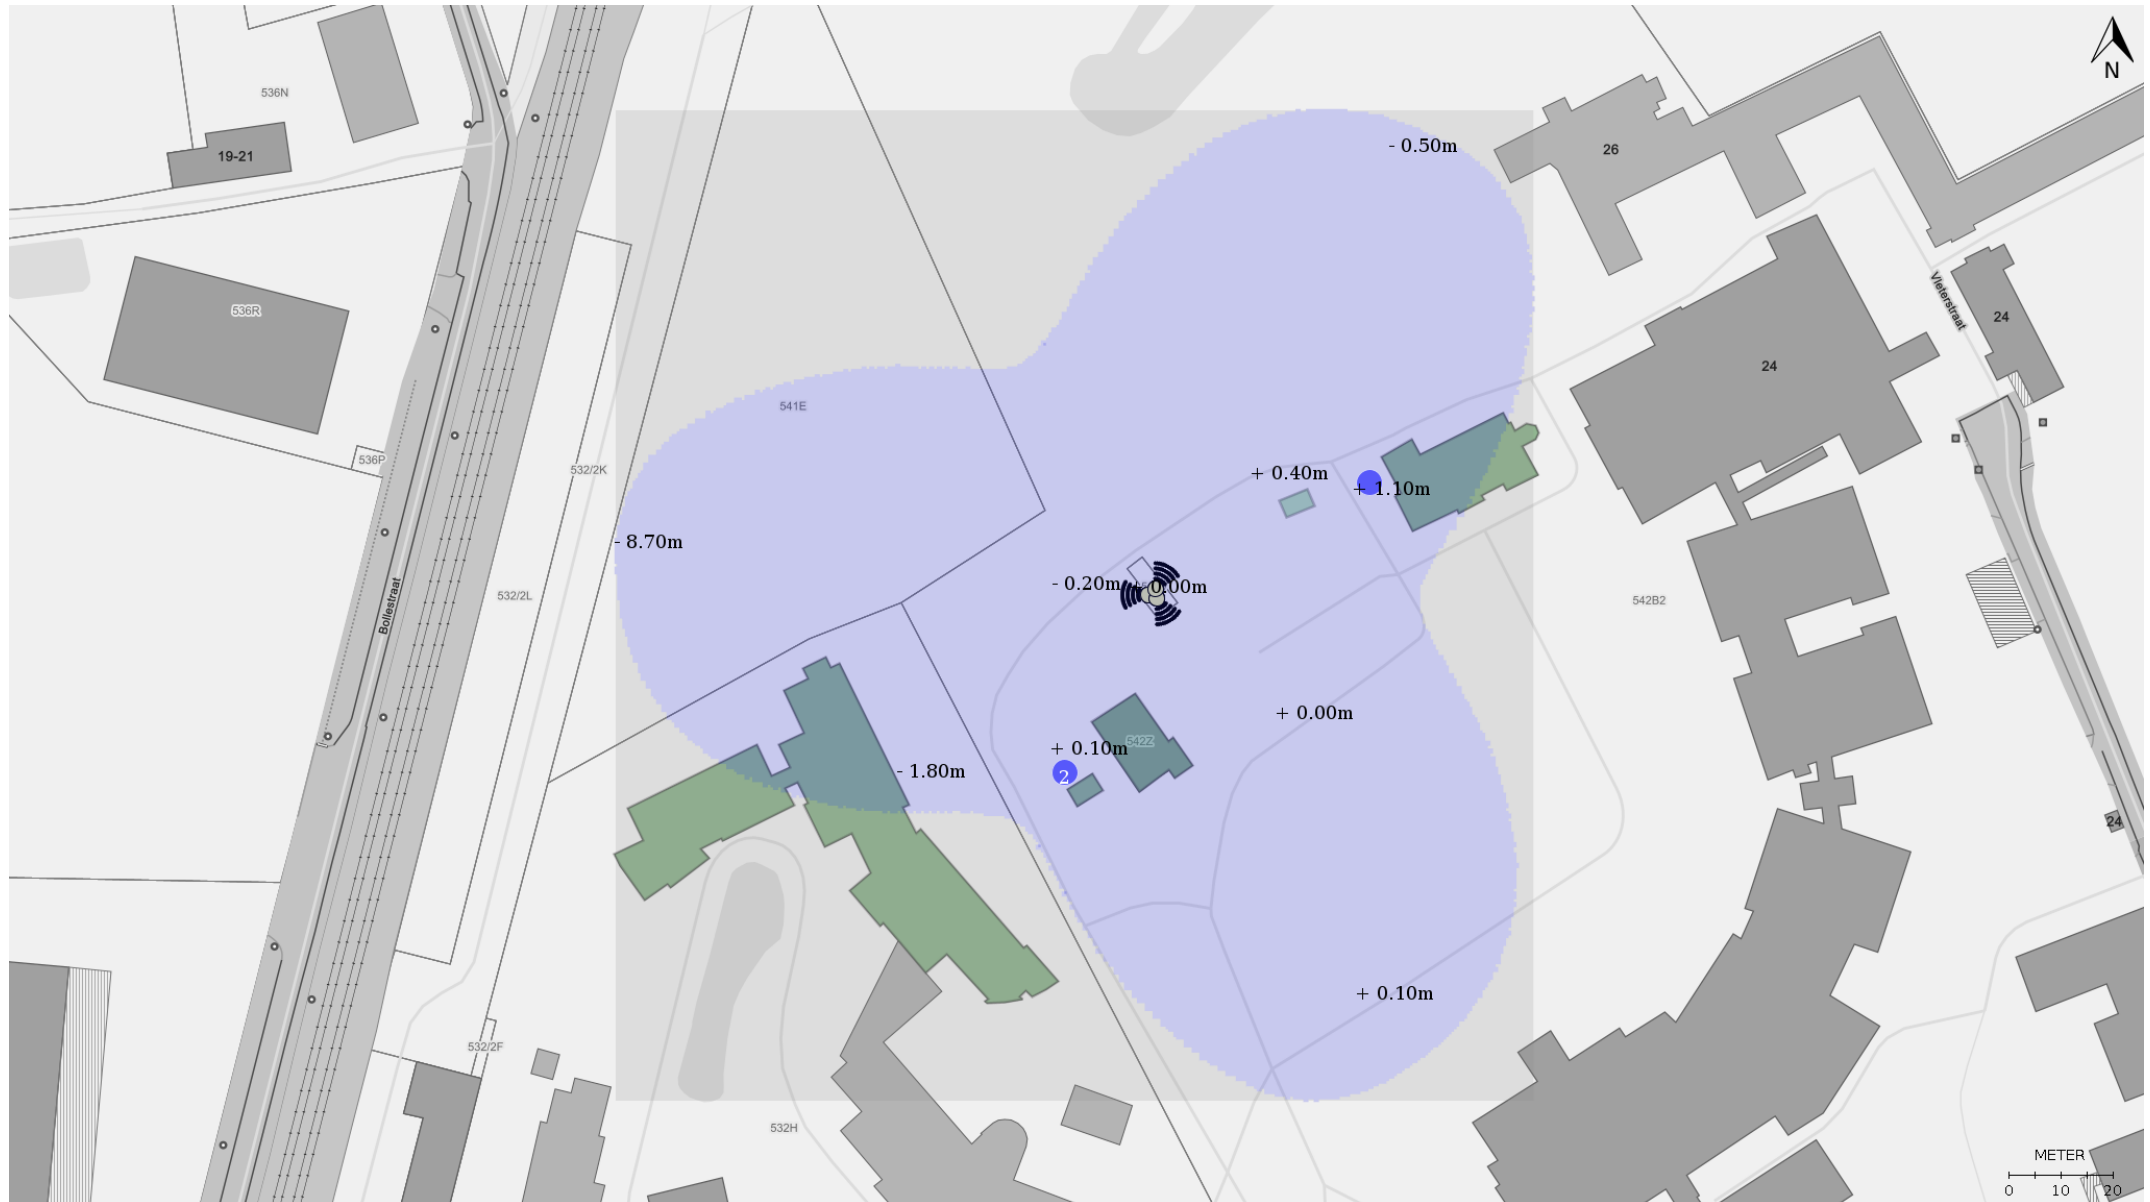 N
536N
19-21
- 0.50m
26
Vleterstraat
536R
24
24
541E
536P
532/2K
+ 0.40m
+ 1.10m
- 8.70m
- 0.20m
0.00m
532/2L
Bollestraat
542B2
+ 0.00m
542Z
+ 0.10m
2
- 1.80m
24
+ 0.10m
532/2F
532H
METER
0 10 20